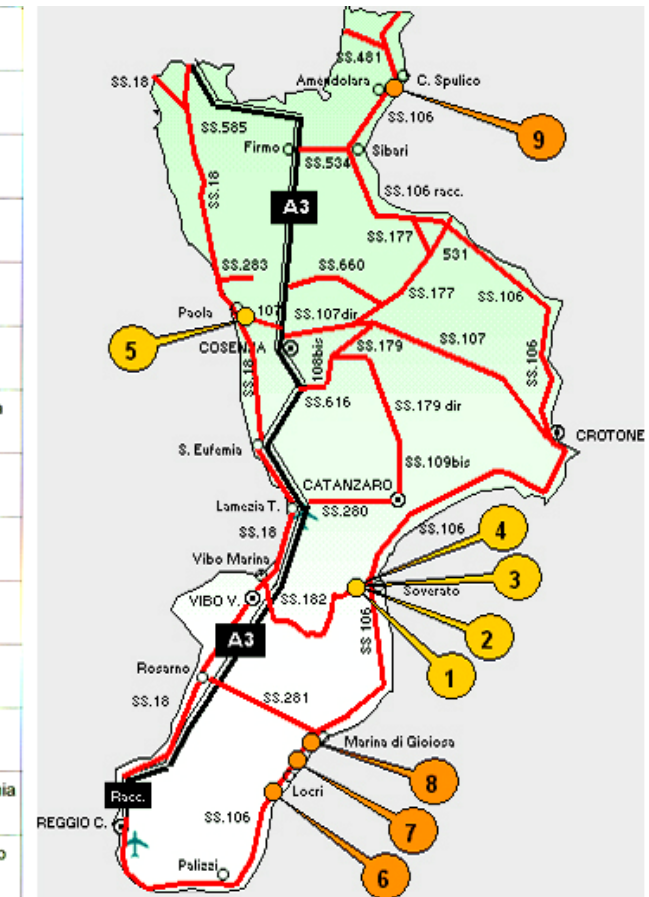 SS.481
SS.18
Amendolara
C. Spulico
SS.106
9
SS.585
Firmo
SS.534
Sibari
SS.18
SS.106 racc.
A3
SS.177
531
SS.283
SS.660
SS.177
SS.106
Paola
107
SS.107dir
5
SS.107
COSENZA
108bis
SS.179
SS.106
SS.18
SS.616
SS.179 dir
CROTONE
S. Eufemia
SS.109bis
CATANZARO
Lamezia T.
SS.280
SS.106
4
SS.18
Vibo Marina
3
Soverato
VIBO V.
SS.182
2
A3
SS 106
1
Rosarno
SS.281
SS.18
Marina di Gioiosa
8
Racc.
Locri
nia
7
REGGIO C.
SS.106
6
Palizzi